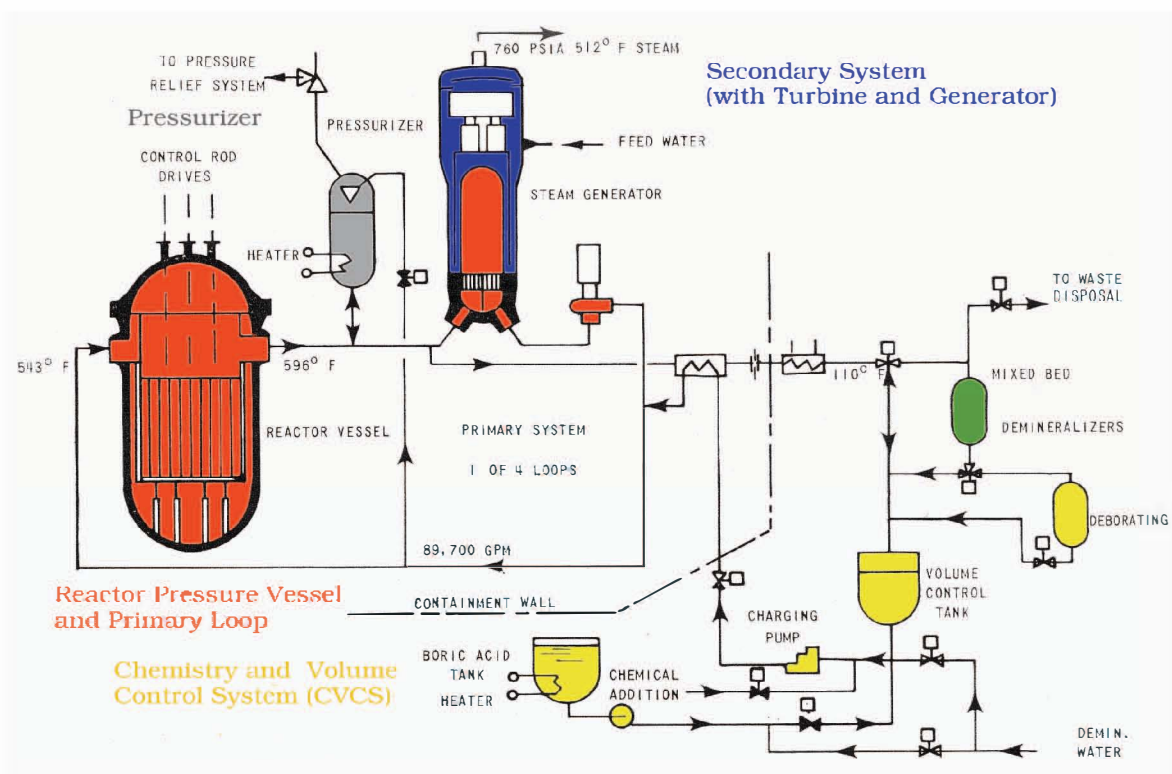 760 PSIA 512° F STEAM
TO PRESSURE
RELIEF SYSTEM
Secondary System
(with Turbine and Generator)
Pressurizer
PRESSURIZER
FEED WATER
CONTROL ROD
DRIVES
STEAM GENERATOR
HEATER
TO WASTE
DISPOSAL
543° F
596° F
110° F
MIXED BED
DEMINERALIZERS
REACTOR VESSEL
PRIMARY SYSTEM
1 OF 4 LOOPS
DEBORATING
89,700 GPM
VOLUME
CONTROL
TANK
Reactor Pressure Vessel
and Primary Loop
CONTAINMENT WALL
CHARGING
PUMP
Chemistry and Volume
Control System (CVCS)
BORIC ACID
TANK
HEATER
CHEMICAL
ADDITION
DEMIN.
WATER